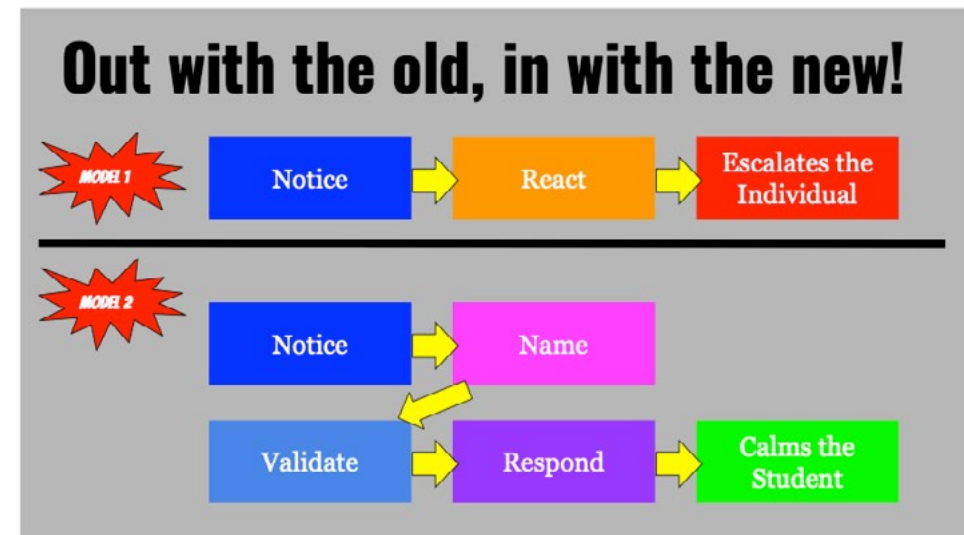 Out with the old, in with the new!
MODEL 1
Notice
React
Escalates the
Individual
MODEL 2
Notice
Name
Validate
Respond
Calms the
Student